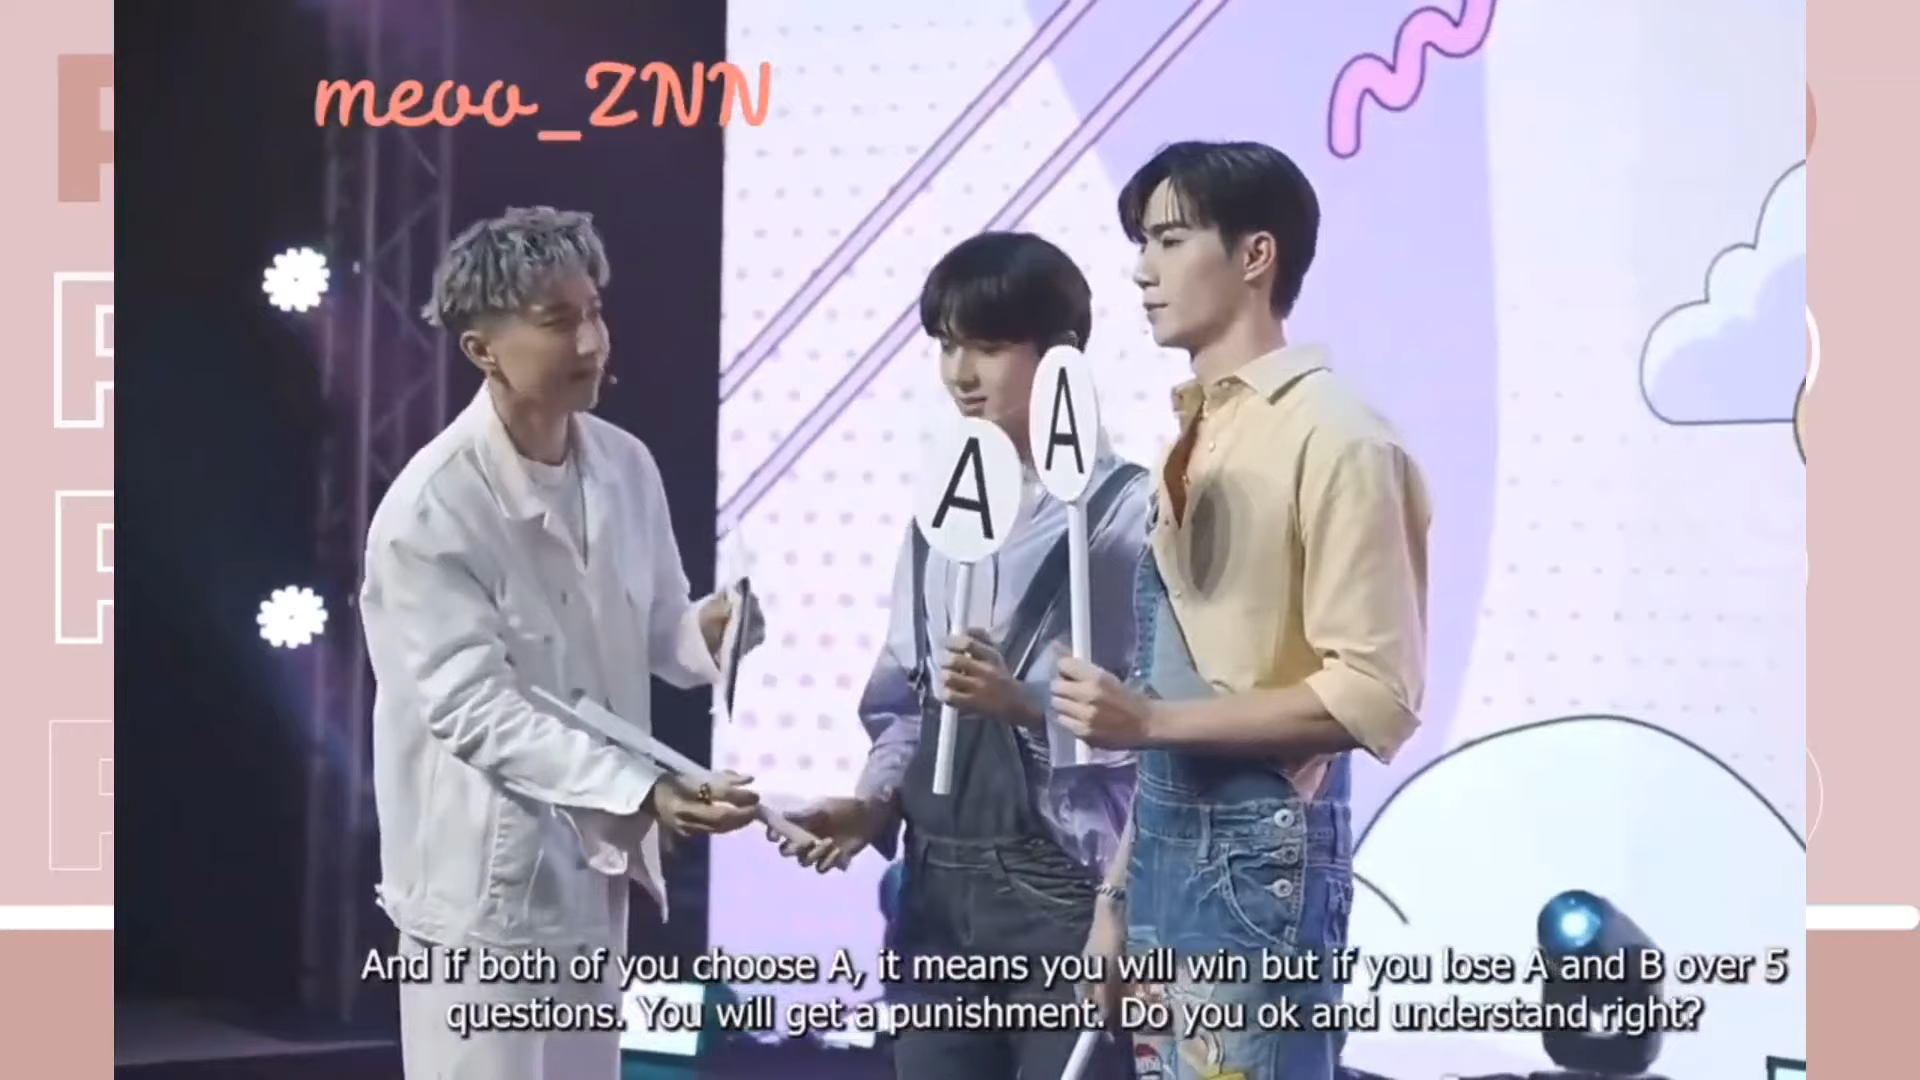 meoo_ZNN
A
A
And if both of you choose A, it means you will win but if you lose A and B over 5
questions. You will get a punishment. Do you ok and understand right?